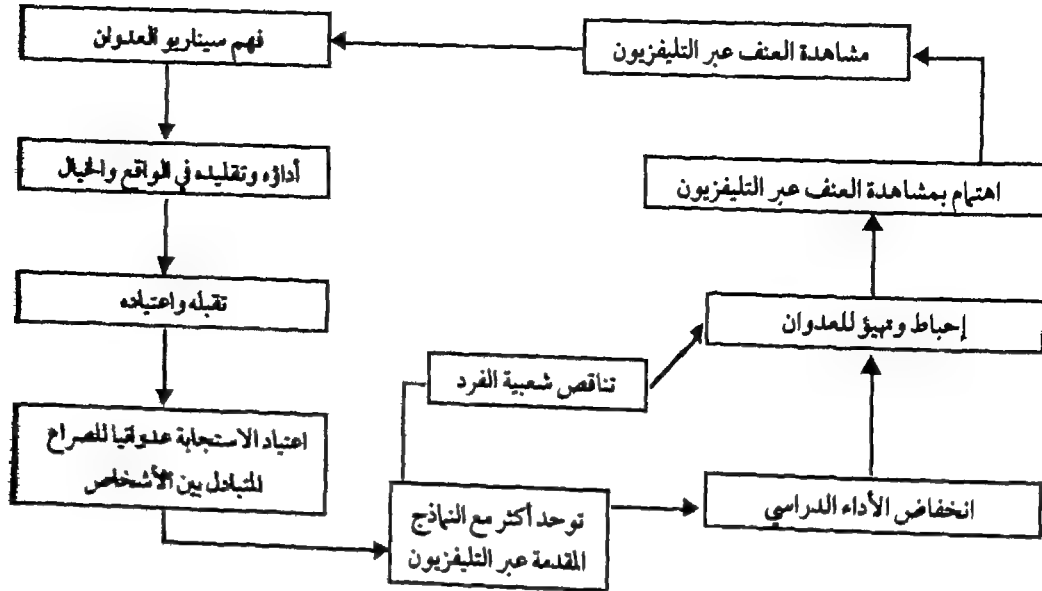 مشاهدة العنف عبر التليفزيون
فهم سيناريو العدوان
أداؤه وتقليده في الواقع والخيال
تقبله واعتياده
اعتياد الاستجابة عدوانيا للصراع
المتبادل بين الأشخاص
توحد أكثر مع النماذج
المقدمة عبر التليفزيون
تناقص شعبية الفرد
انخفاض الأداء الدراسي
إحباط وتهيؤ للعدوان
اهتمام بمشاهدة العنف عبر التليفزيون